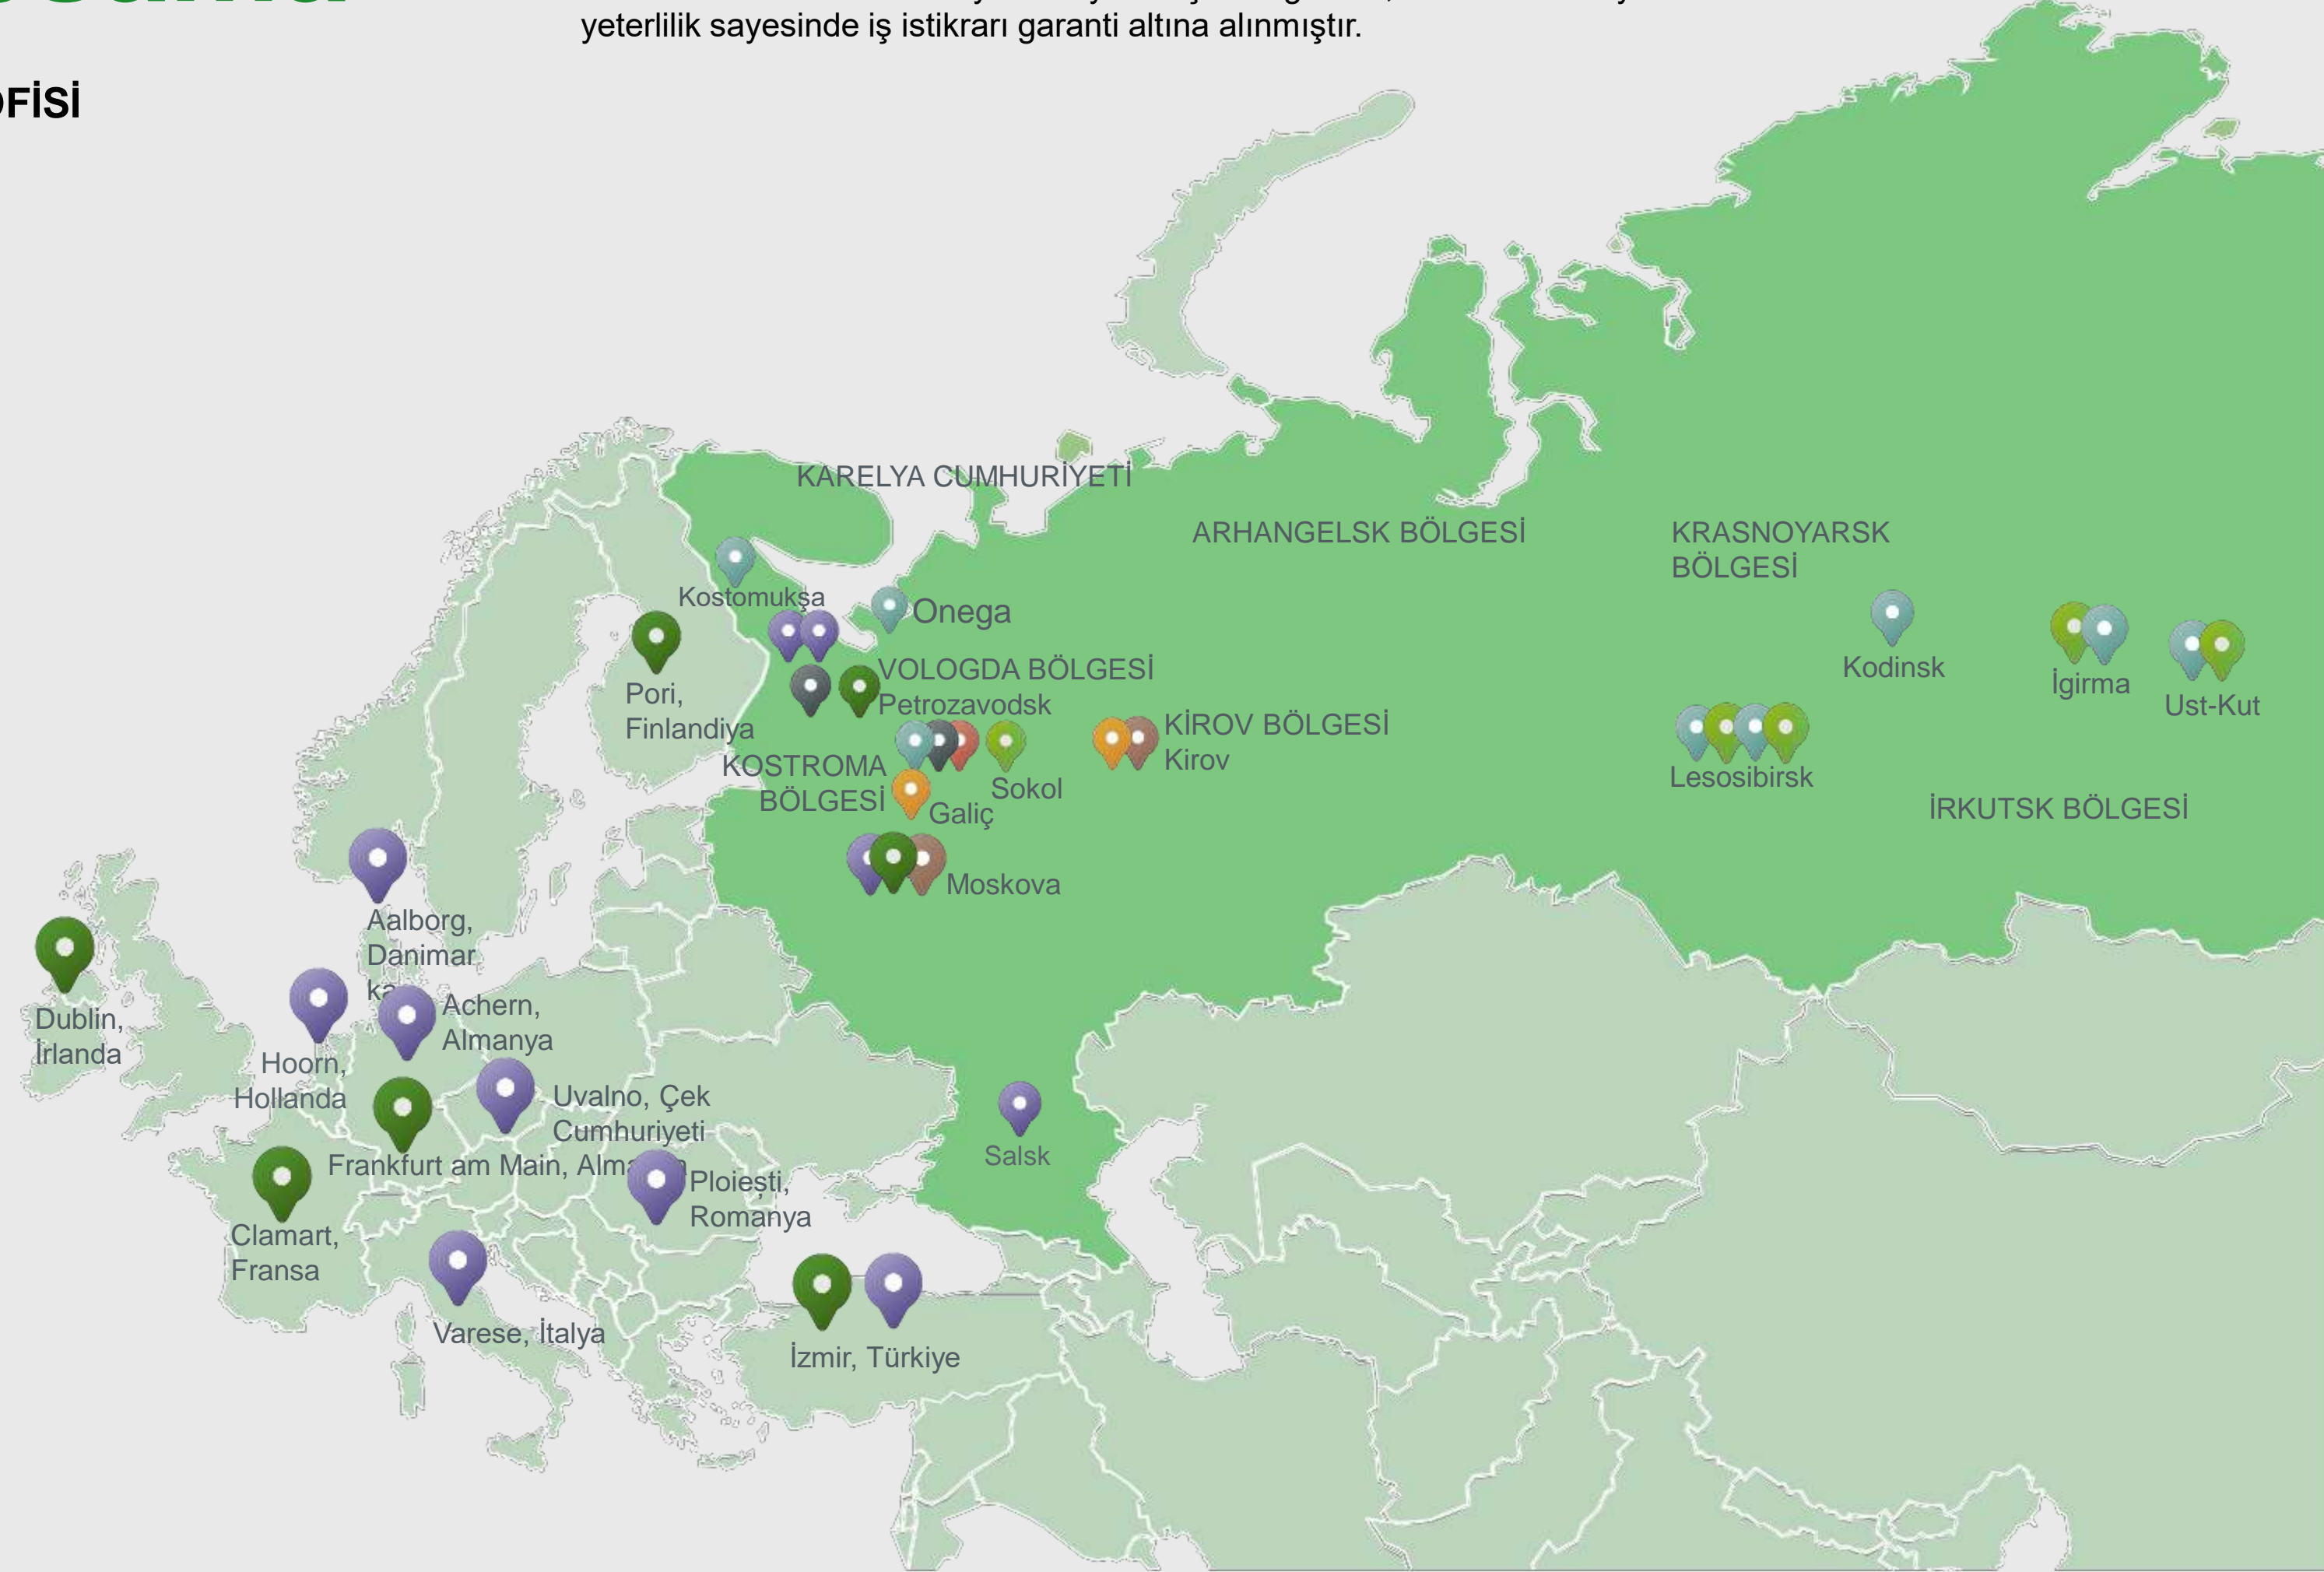 yeterlilik sayesinde iş istikrarı garanti altına alınmıştır.
KARELYA CUMHURİYETİ
ARHANGELSK BÖLGESİ
KRASNOYARSK
BÖLGESİ
Kostomukşa
Onega
Kodinsk
İgirma
Ust-Kut
VOLOGDA BÖLGESİ
Petrozavodsk
Pori,
Finlandiya
KİROV BÖLGESİ
Kirov
KOSTROMA
BÖLGESİ
Sokol
Galiç
Lesosibirsk
İRKUTSK BÖLGESİ
Moskova
Aalborg,
Danimar
ka
Dublin,
İrlanda
Achern,
Almanya
Hoorn,
Hollanda
Uvalno, Çek
Cumhuriyeti
Salsk
Frankfurt am Main,
Ploiești,
Romanya
Clamart,
Fransa
Varese, İtalya
İzmir, Türkiye